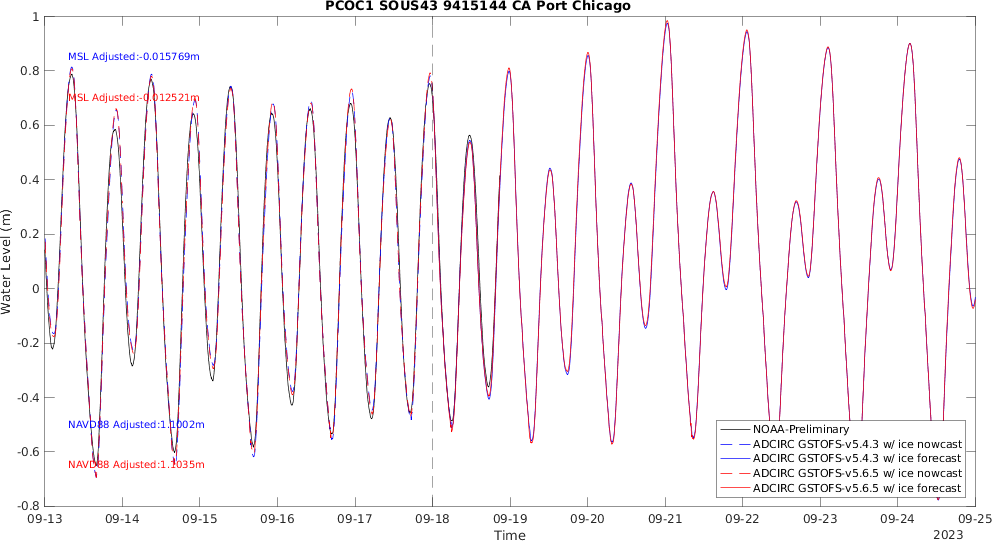 PCOC1 SOUS43 9415144 CA Port Chicago
1
0.8
0.6
0.4
0.2
0
-0.2
-0.4
-0.6
-0.8
Water Level (m)
MSL Adjusted:-0.015769m
MSL Adjusted:-0.012521m
NAVD88 Adjusted:1.1002m
NAVD88 Adjusted:1.1035m
NOAA-Preliminary
ADCIRC GSTOFS-v5.4.3 w/ ice nowcast
ADCIRC GSTOFS-v5.4.3 w/ ice forecast
ADCIRC GSTOFS-v5.6.5 w/ ice nowcast
ADCIRC GSTOFS-v5.6.5 w/ ice forecast
09-13 09-14 09-15 09-16 09-17 09-18 09-19 09-20 09-21 09-22 09-23 09-24 09-25
Time
2023